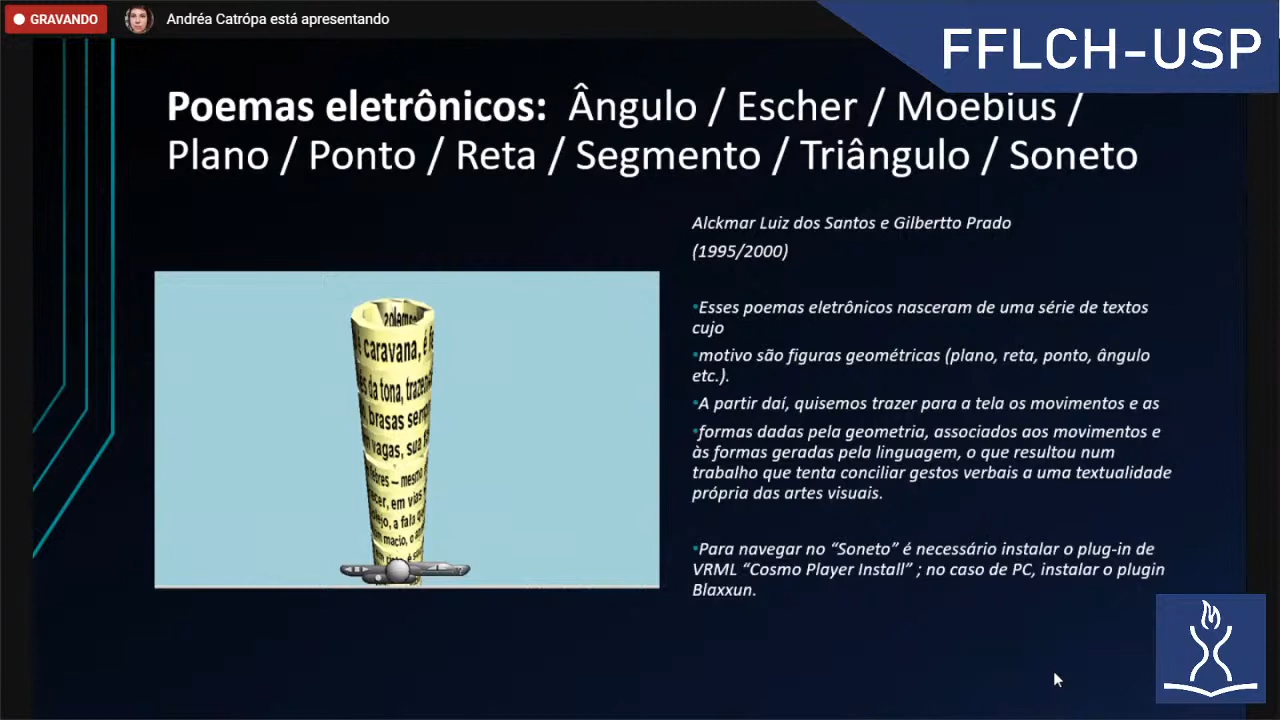 GRAVANDO
Andréa Catrópa está apresentando
FFLCH-USP
Poemas eletrônicos: Ângulo / Escher / Moebius /
Plano / Ponto / Reta / Segmento / Triângulo / Soneto
Alckmar Luiz dos Santos e Gilbertto Prado
(1995/2000)
•Esses poemas eletrônicos nasceram de uma série de textos
cujo
•motivo são figuras geométricas (plano, reta, ponto, ângulo
etc.).
•A partir daí, quisemos trazer para a tela os movimentos e as
•formas dadas pela geometria, associados aos movimentos e
às formas geradas pela linguagem, o que resultou num
trabalho que tenta conciliar gestos verbais a uma textualidade
própria das artes visuais.
•Para navegar no “Soneto” é necessário instalar o plug-in de
VRML “Cosmo Player Install” ; no caso de PC, instalar o plugin
Blaxxun.
caravana, é
da tona,
brasas
vagas, sua
– mesmo
em vias
a fala
macio, o